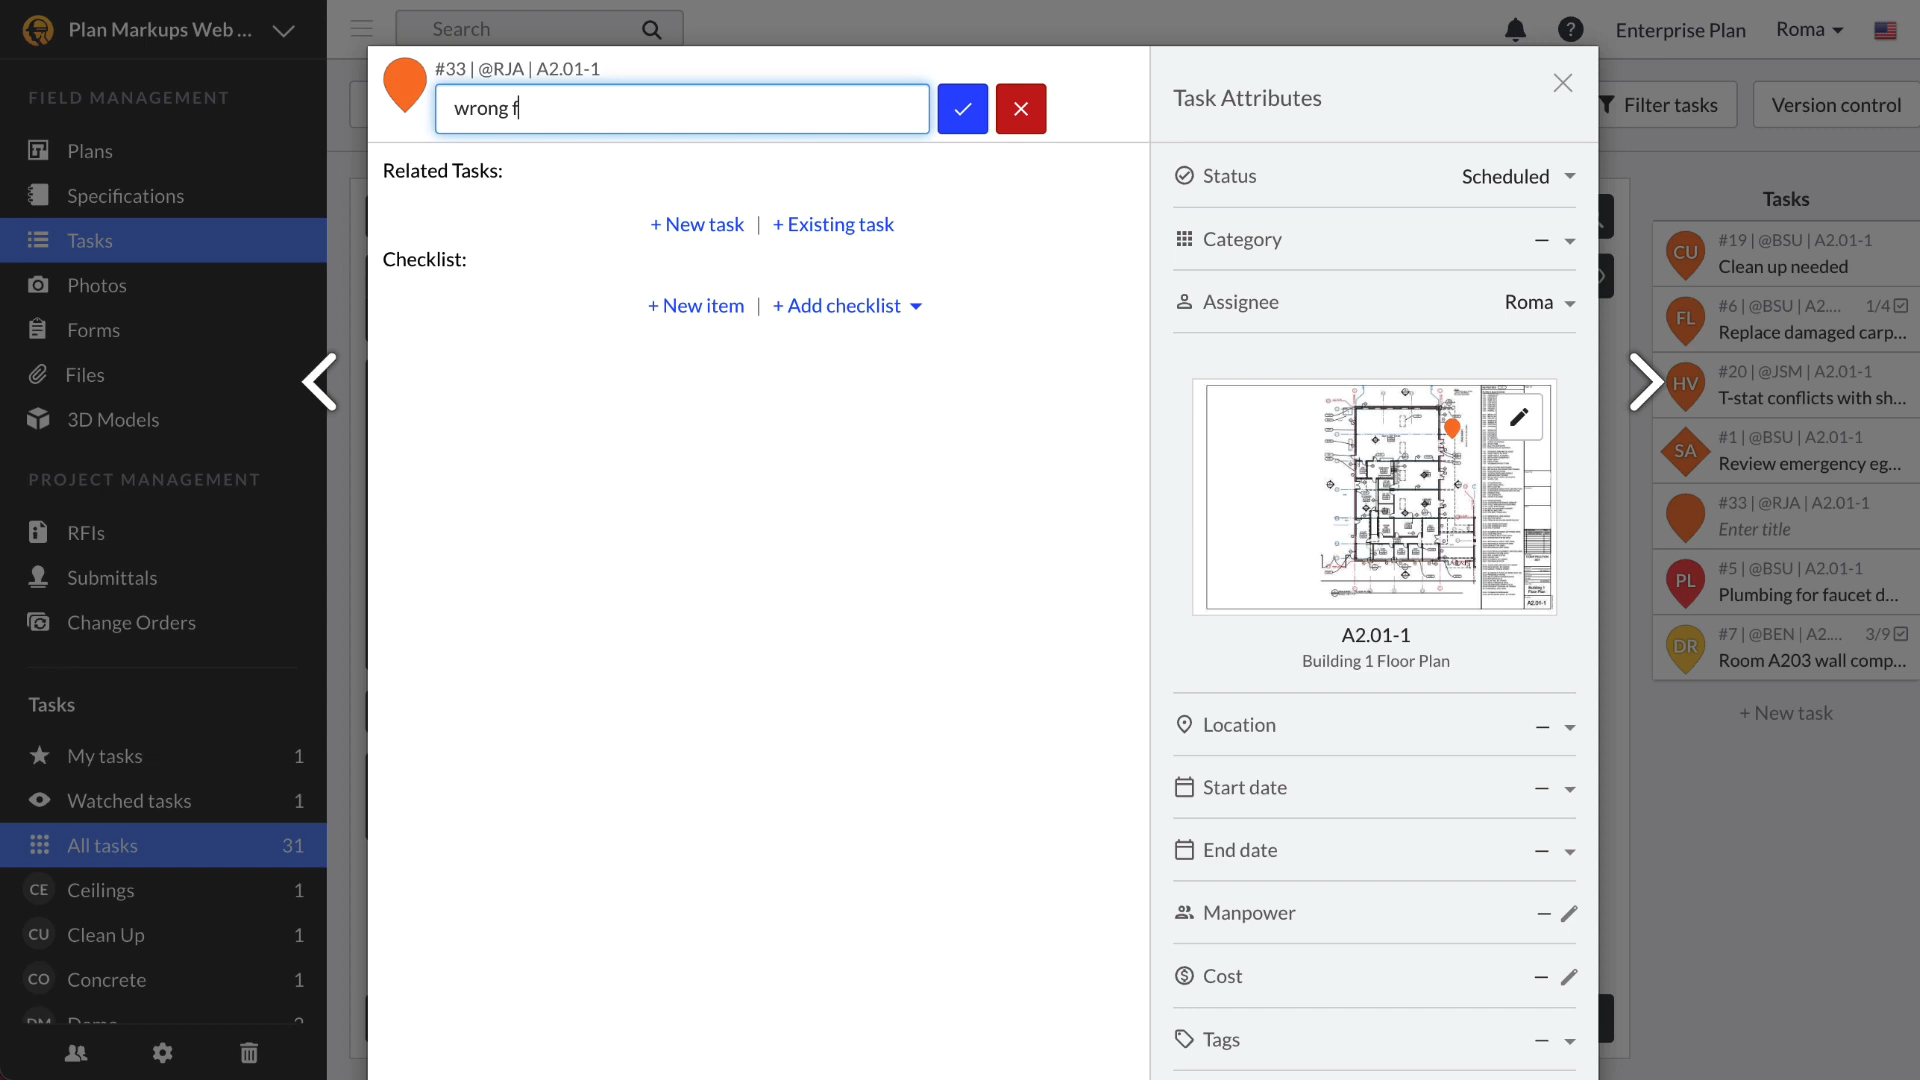 Plan Markups Web ...
Search
Enterprise Plan
Roma
FIELD MANAGEMENT
Plans
Specifications
Tasks
Photos
Forms
Files
3D Models
PROJECT MANAGEMENT
RFIs
Submittals
Change Orders
Tasks
My tasks 1
Watched tasks 1
All tasks 31
CE Ceilings 1
CU Clean Up 1
CO Concrete 1
#33 | @RJA | A2.01-1
wrong f
Related Tasks:
+ New task | + Existing task
Checklist:
+ New item | + Add checklist
Task Attributes
Status Scheduled
Category –
Assignee Roma
A2.01-1
A2.01-1
Building 1 Floor Plan
Location –
Start date –
End date –
Manpower –
Cost –
Tags –
Filter tasks
Version control
Tasks
CU
#19 | @BSU | A2.01-1
Clean up needed
FL
#6 | @BSU | A2.... 1/4
Replace damaged carp...
HV
#20 | @JSM | A2.01-1
T-stat conflicts with sh...
SA
#1 | @BSU | A2.01-1
Review emergency eg...
#33 | @RJA | A2.01-1
Enter title
PL
#5 | @BSU | A2.01-1
Plumbing for faucet d...
DR
#7 | @BEN | A2.... 3/9
Room A203 wall comp...
+ New task